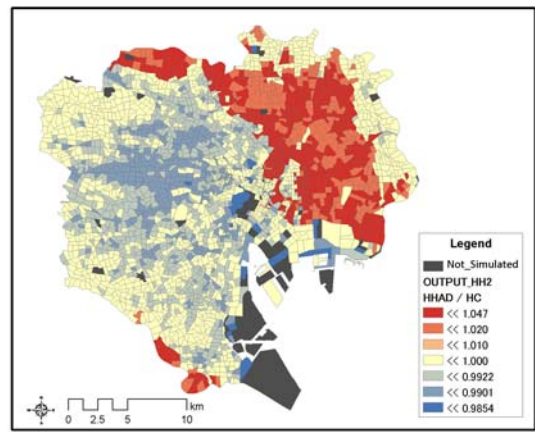 Legend
Not_Simulated
OUTPUT_HH2
HHAD / HC
<< 1.047
<< 1.020
<< 1.010
<< 1.000
<< 0.9922
<< 0.9901
<< 0.9854
km
0 2.5 5 10